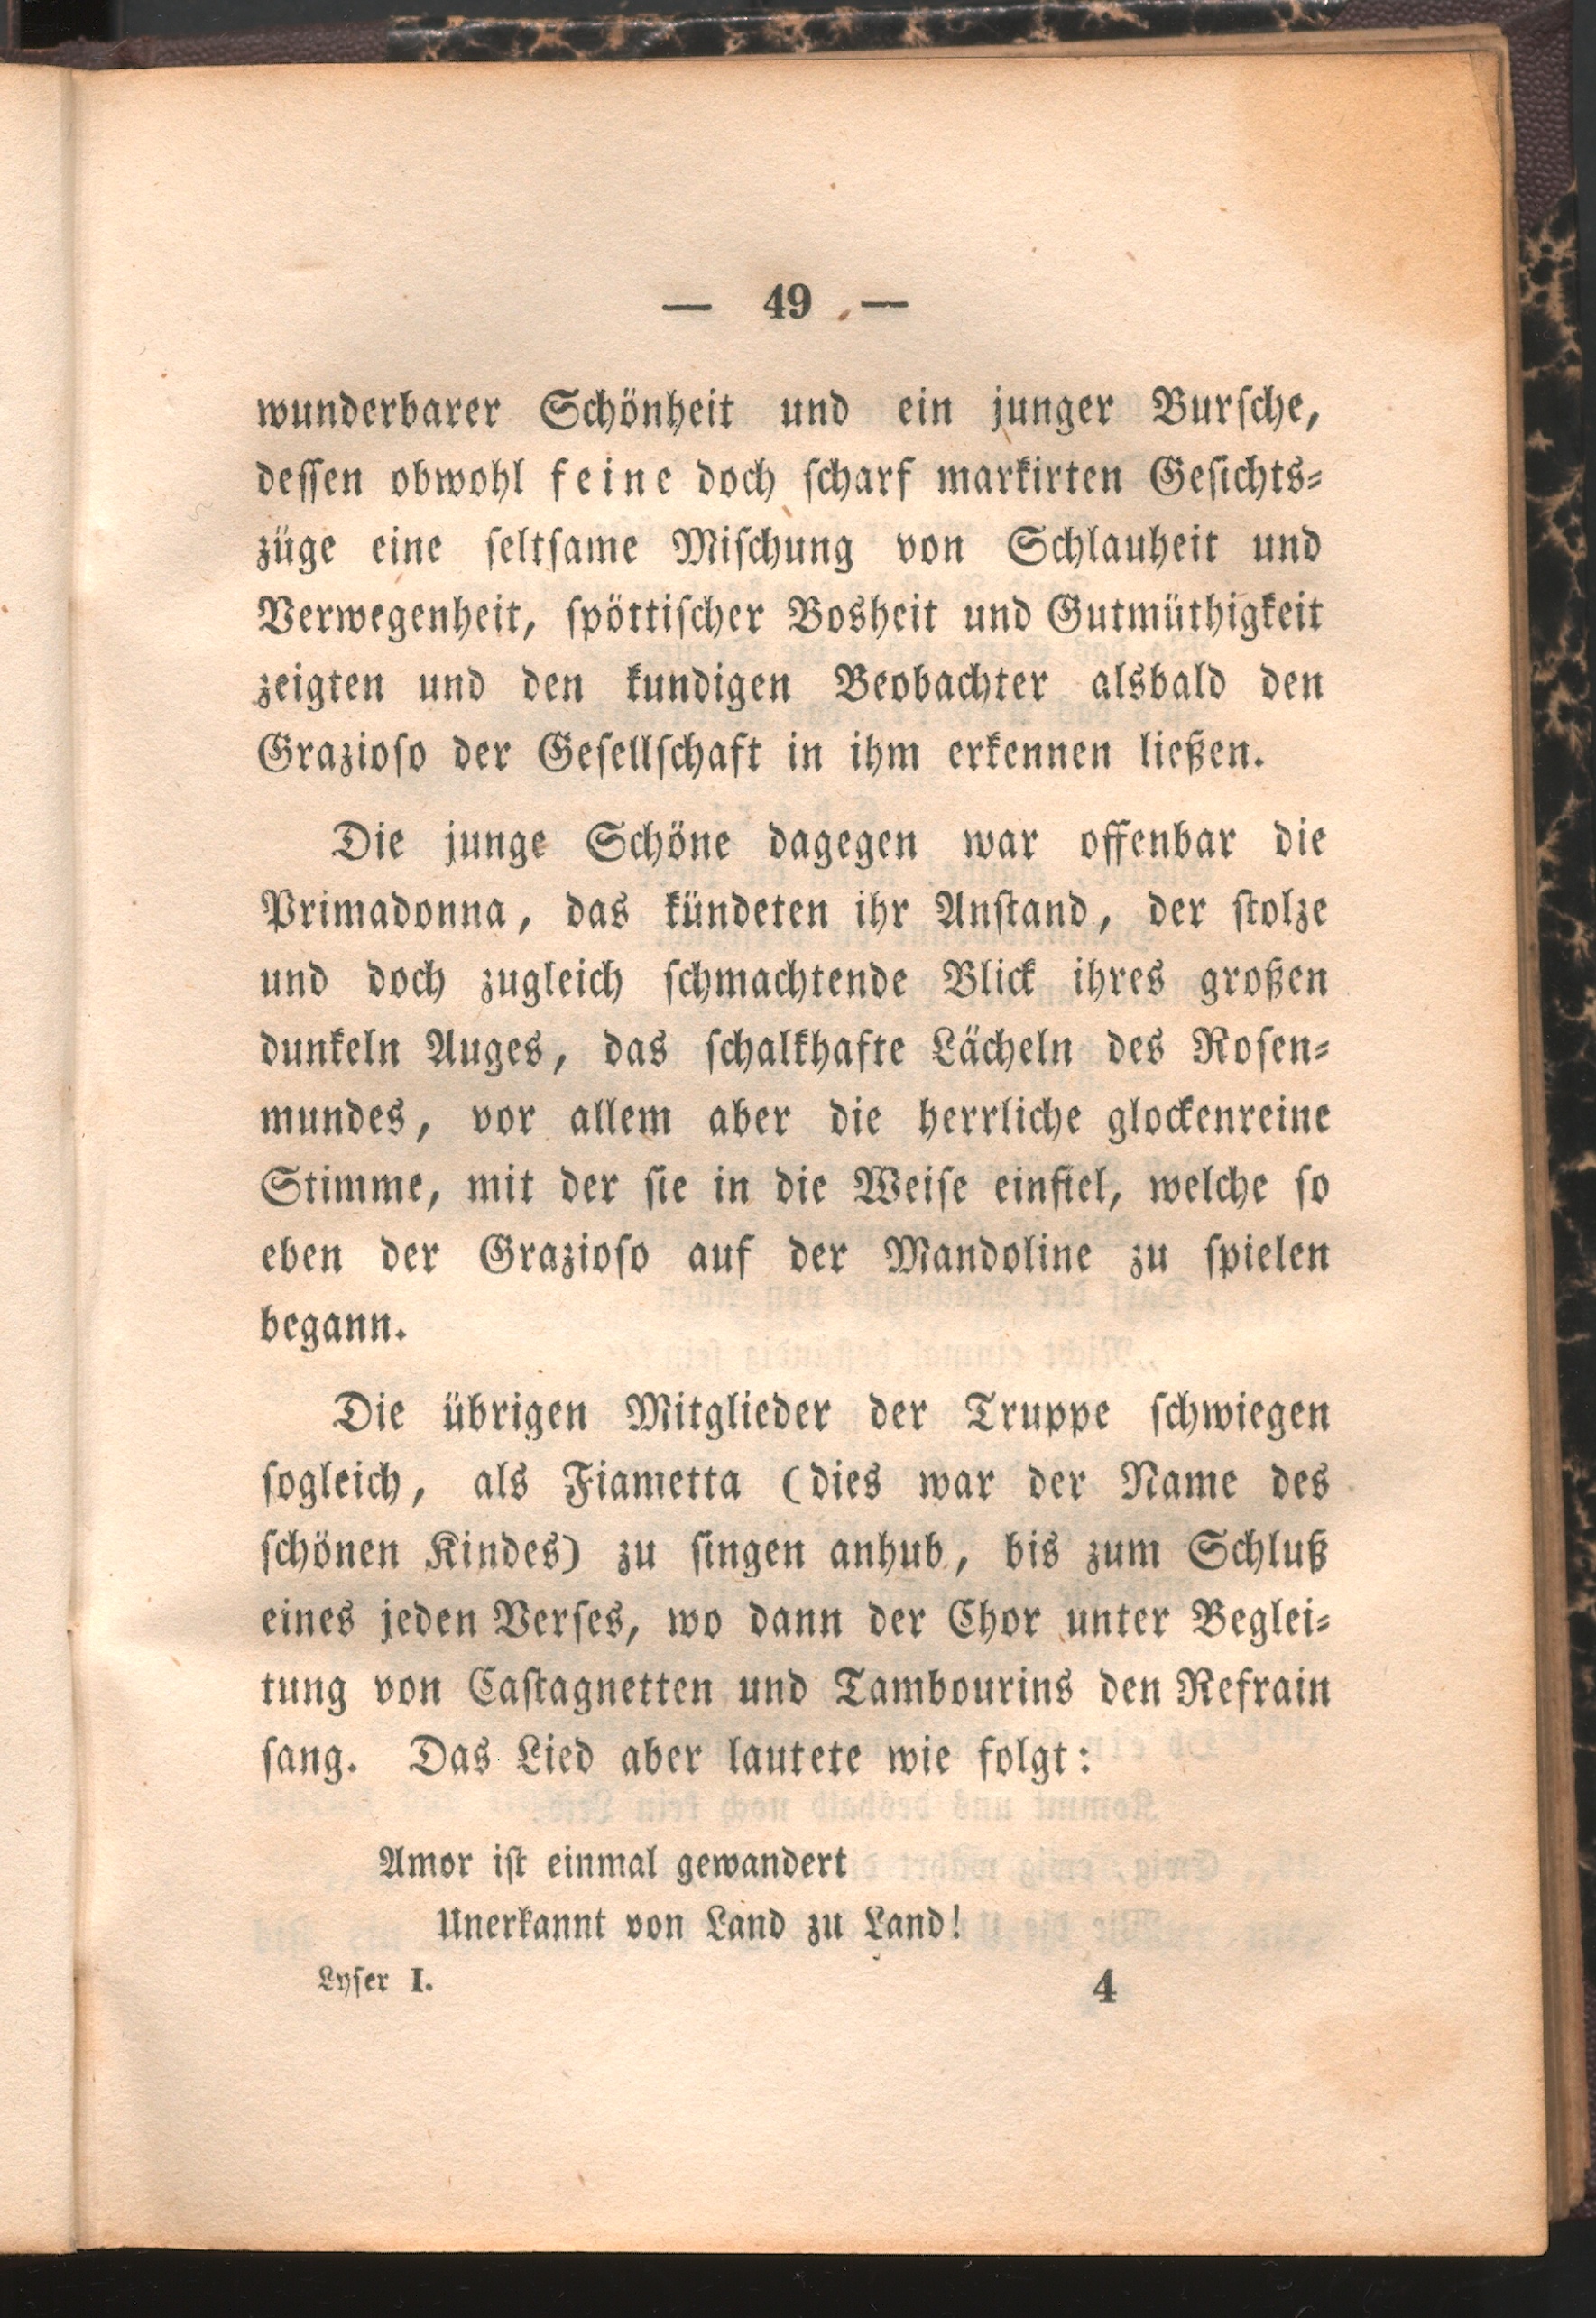 — 49 —
wunderbarer Schönheit und ein junger Burſche,
deſſen obwohl feine doch ſcharf markirten Geſichts⸗
züge eine ſeltſame Miſchung von Schlauheit und
Verwegenheit, ſpöttiſcher Bosheit und Gutmüthigkeit
zeigten und den kundigen Beobachter alsbald den
Grazioſo der Geſellſchaft in ihm erkennen ließen.
Die junge Schöne dagegen war offenbar die
Primadonna, das kündeten ihr Anſtand, der ſtolze
und doch zugleich ſchmachtende Blick ihres großen
dunkeln Auges, das ſchalkhafte Lächeln des Roſen⸗
mundes, vor allem aber die herrliche glockenreine
Stimme, mit der ſie in die Weiſe einfiel, welche ſo
eben der Grazioſo auf der Mandoline zu ſpielen
begann.
Die übrigen Mitglieder der Truppe ſchwiegen
ſogleich, als Fiametta (dies war der Name des
ſchönen Kindes) zu ſingen anhub, bis zum Schluß
eines jeden Verſes, wo dann der Chor unter Beglei⸗
tung von Caſtagnetten und Tambourins den Refrain
ſang. Das Lied aber lautete wie folgt:
Amor iſt einmal gewandert
Unerkannt von Land zu Land!
Lyſer I. 4